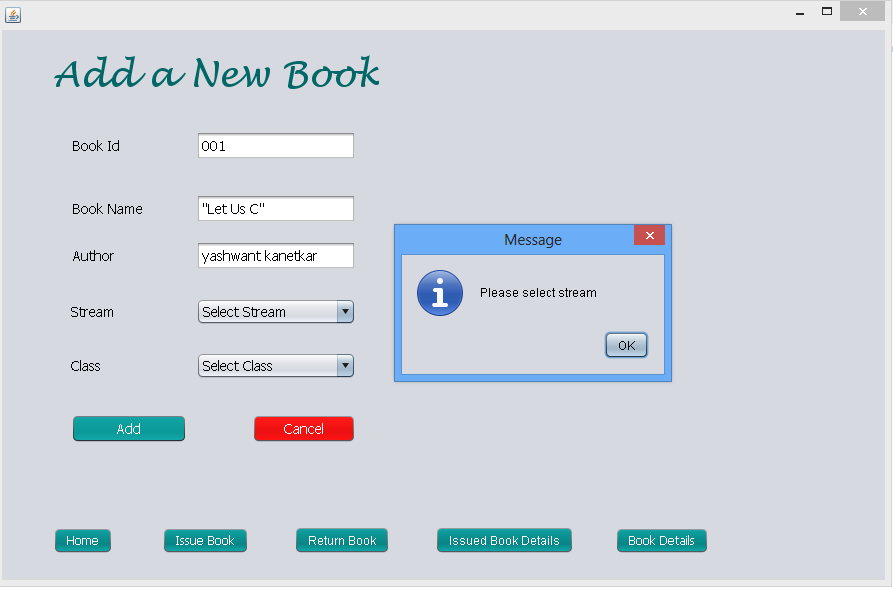 Add a New Book
Book Id
001
Book Name
"Let Us C"
Author
yashwant kanetkar
Stream
Select Stream
Class
Select Class
Add
Cancel
Message
Please select stream
OK
Home
Issue Book
Return Book
Issued Book Details
Book Details